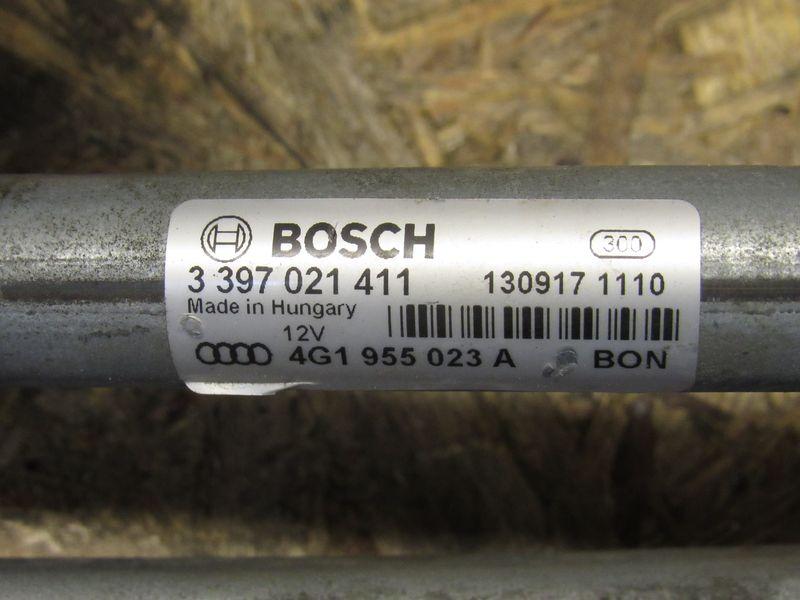 BOSCH 300
3 397 021 411 130917 1110
Made in Hungary
12V
4G1 955 023 A BON